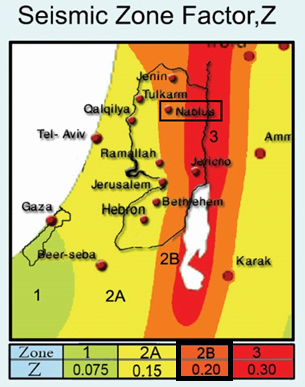 Seismic Zone Factor,Z
Jenin
Tulkarm
Qalqilya
Nablus
Tel- Aviv
3
Ramallah
Jericho
Amm
Jerusalem
Bethlehem
Gaza
Hebron
Beer-seba
2B
Karak
1
2A
Zone 1 2A 2B 3
Z 0.075 0.15 0.20 0.30